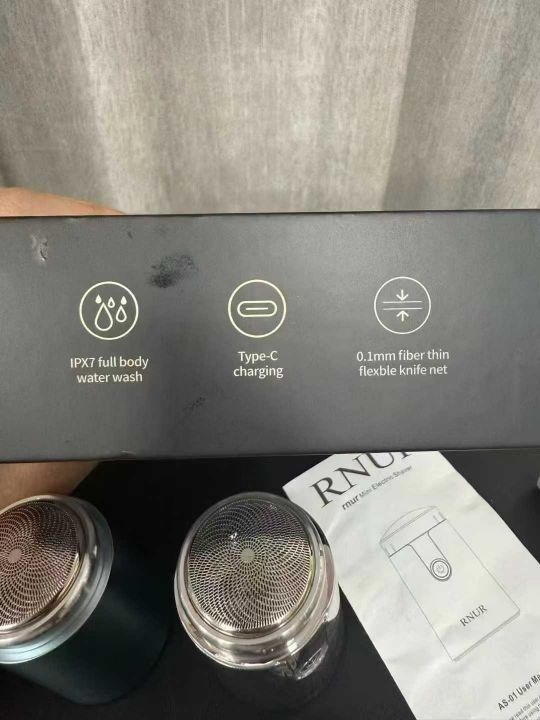 IPX7 full body
water wash
Type-C
charging
0.1mm fiber thin
flexble knife net
RNUR
rnur Mini Electric Shaver
RNUR
AS-01 User